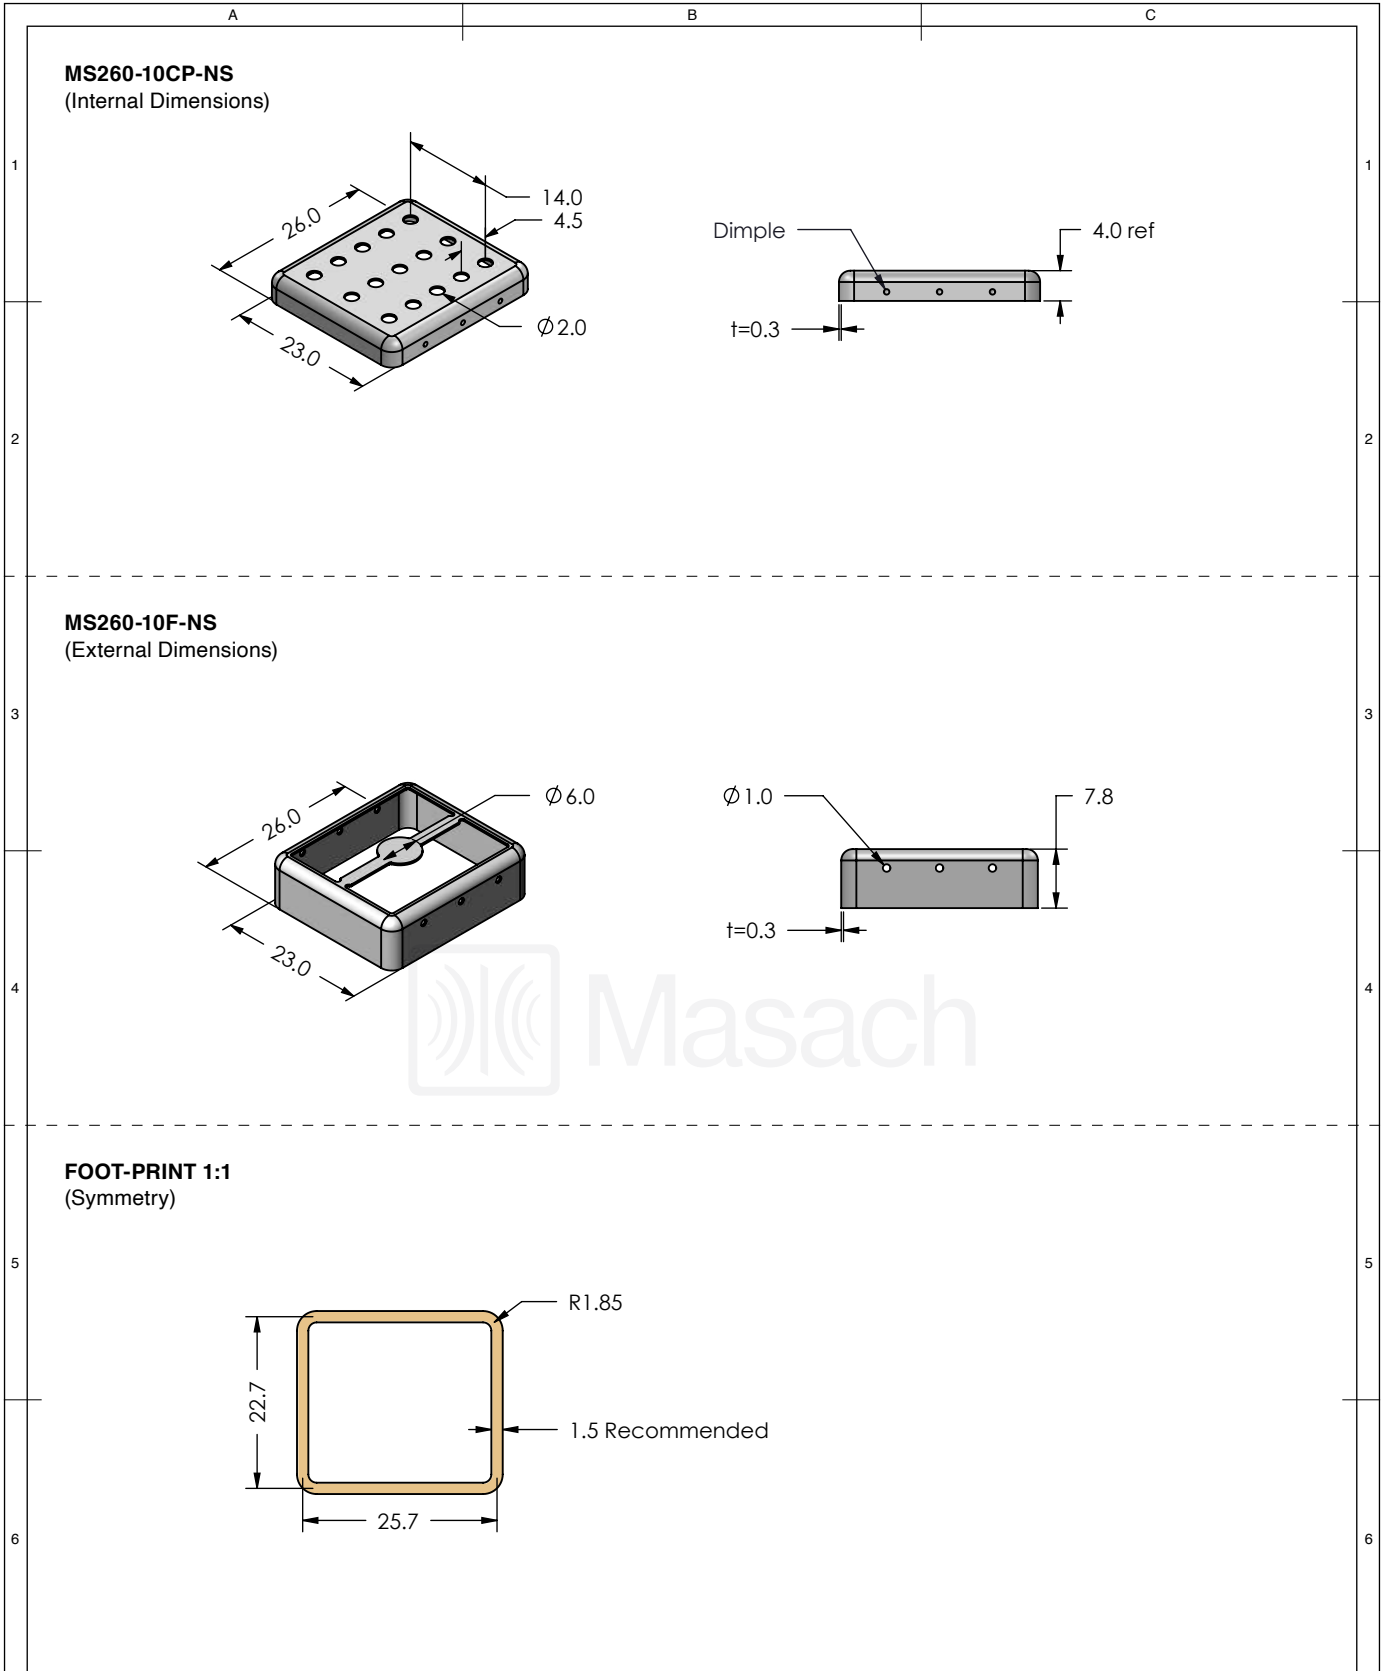 A B C
MS260-10CP-NS
(Internal Dimensions)
1 1
14.0
26.0
4.5
Dimple
4.0 ref
Ø2.0
t=0.3
23.0
2 2
MS260-10F-NS
(External Dimensions)
3 3
Ø6.0
Ø1.0
7.8
26.0
t=0.3
23.0
4 4
Masach
FOOT-PRINT 1:1
(Symmetry)
5 5
R1.85
22.7
1.5 Recommended
25.7
6 6